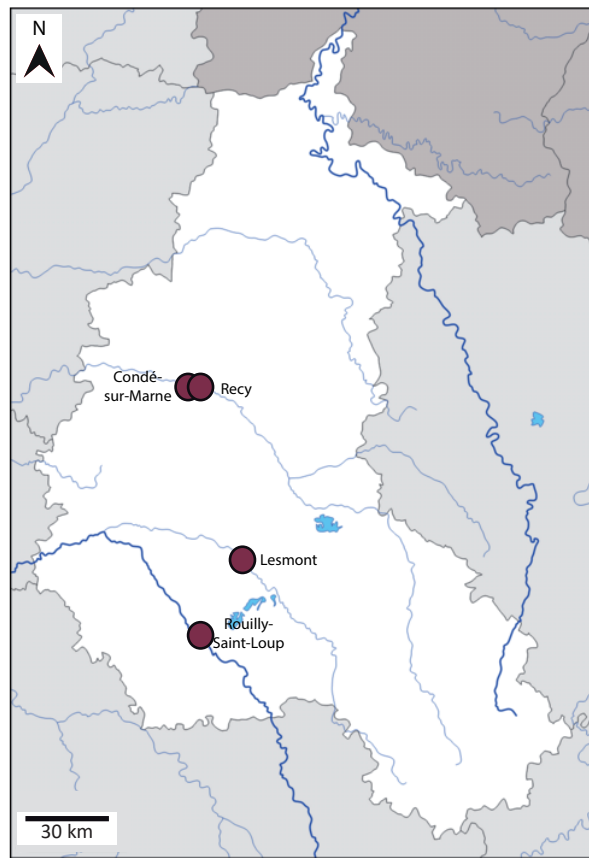 N
Condé-
sur-Marne
Recy
Lesmont
Rouilly-
Saint-Loup
30 km